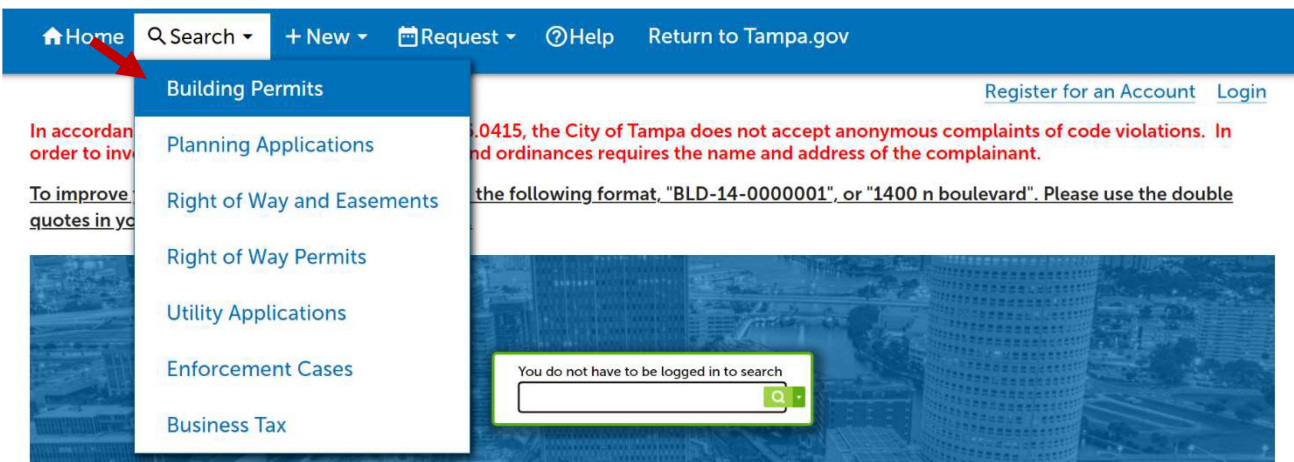 Home Search + New Request Help Return to Tampa.gov
Building Permits
Planning Applications
Right of Way and Easements
Right of Way Permits
Utility Applications
Enforcement Cases
Business Tax
Register for an Account Login
In accordan .0415, the City of Tampa does not accept anonymous complaints of code violations. In
order to inv nd ordinances requires the name and address of the complainant.
To improve the following format, "BLD-14-0000001", or "1400 n boulevard". Please use the double
quotes in yo
You do not have to be logged in to search